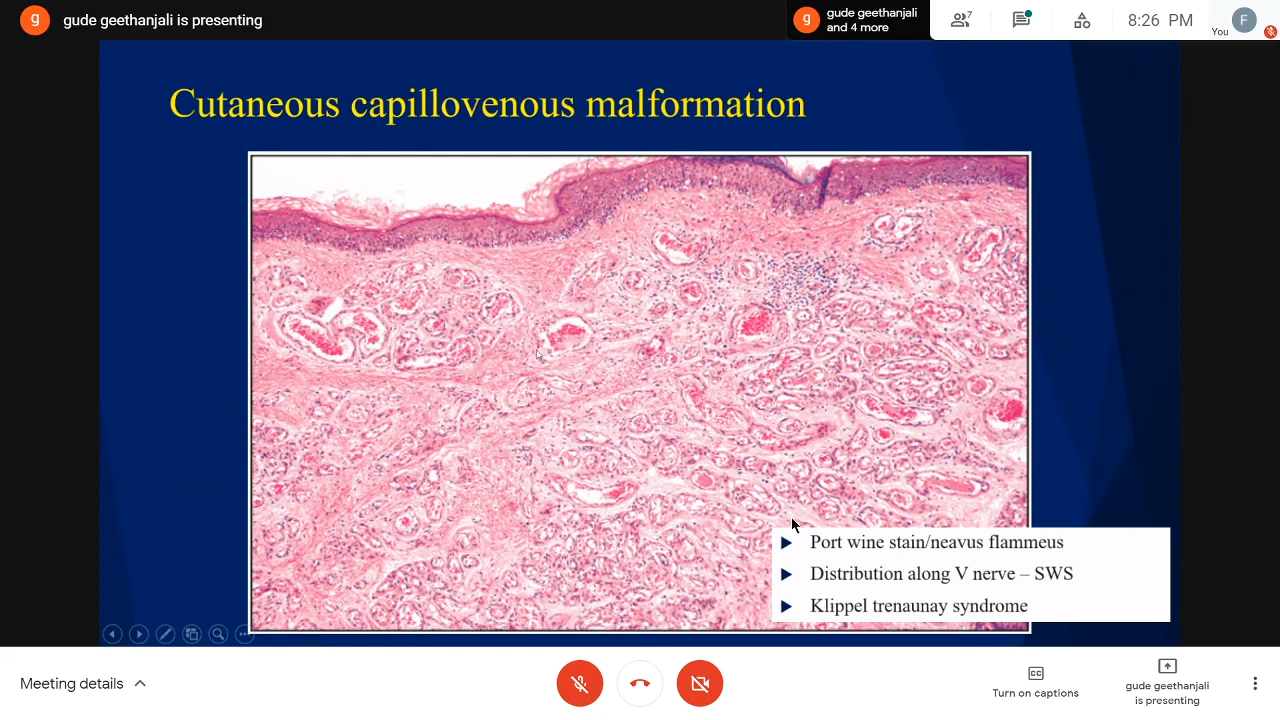 g gude geethanjali is presenting
g gude geethanjali
and 4 more
7
8:26 PM
You
F
Cutaneous capillovenous malformation
Port wine stain/neavus flammeus
Distribution along V nerve – SWS
Klippel trenaunay syndrome
Meeting details
CC
Turn on captions
gude geethanjali
is presenting